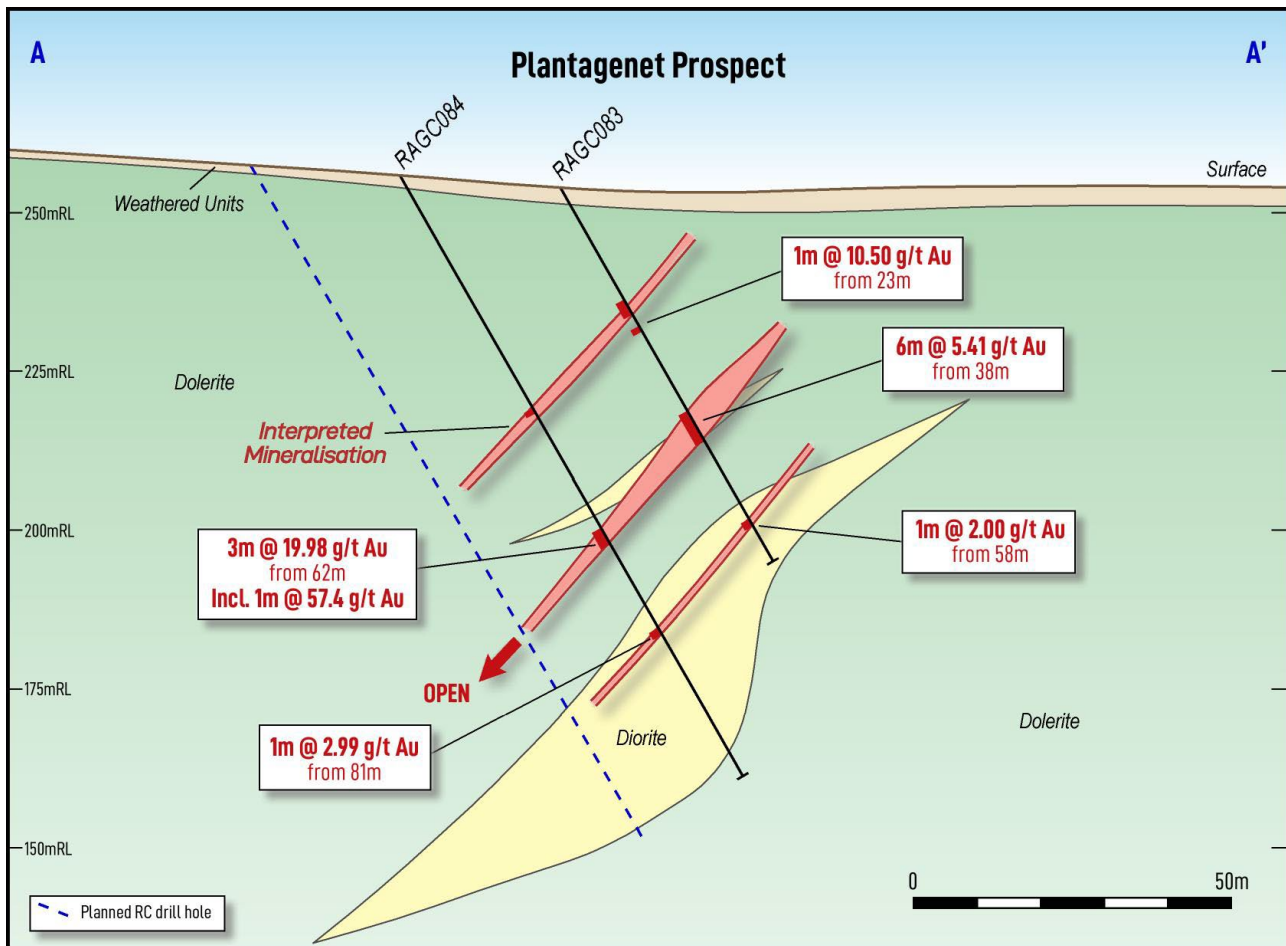 A
Plantagenet Prospect
A'
RAGC084
RAGC083
Surface
Weathered Units
250mRL
1m @ 10.50 g/t Au
from 23m
6m @ 5.41 g/t Au
from 38m
225mRL
Dolerite
Interpreted
Mineralisation
200mRL
3m @ 19.98 g/t Au
from 62m
Incl. 1m @ 57.4 g/t Au
1m @ 2.00 g/t Au
from 58m
175mRL
OPEN
Dolerite
1m @ 2.99 g/t Au
from 81m
Diorite
150mRL
0
50m
Planned RC drill hole